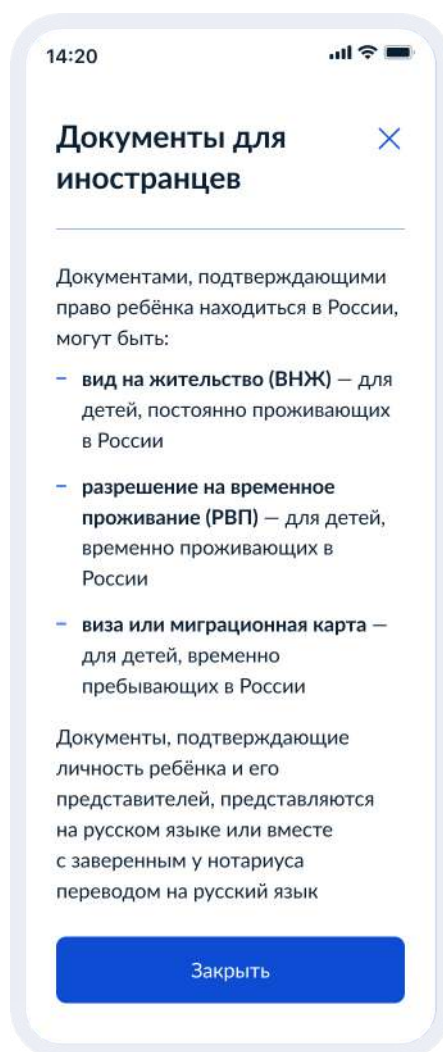 14:20
Документы для
иностранцев
Документами, подтверждающими
право ребёнка находиться в России,
могут быть:
– вид на жительство (ВНЖ) — для
детей, постоянно проживающих
в России
– разрешение на временное
проживание (РВП) — для детей,
временно проживающих в
России
– виза или миграционная карта —
для детей, временно
пребывающих в России
Документы, подтверждающие
личность ребёнка и его
представителей, представляются
на русском языке или вместе
с заверенным у нотариуса
переводом на русский язык
Закрыть